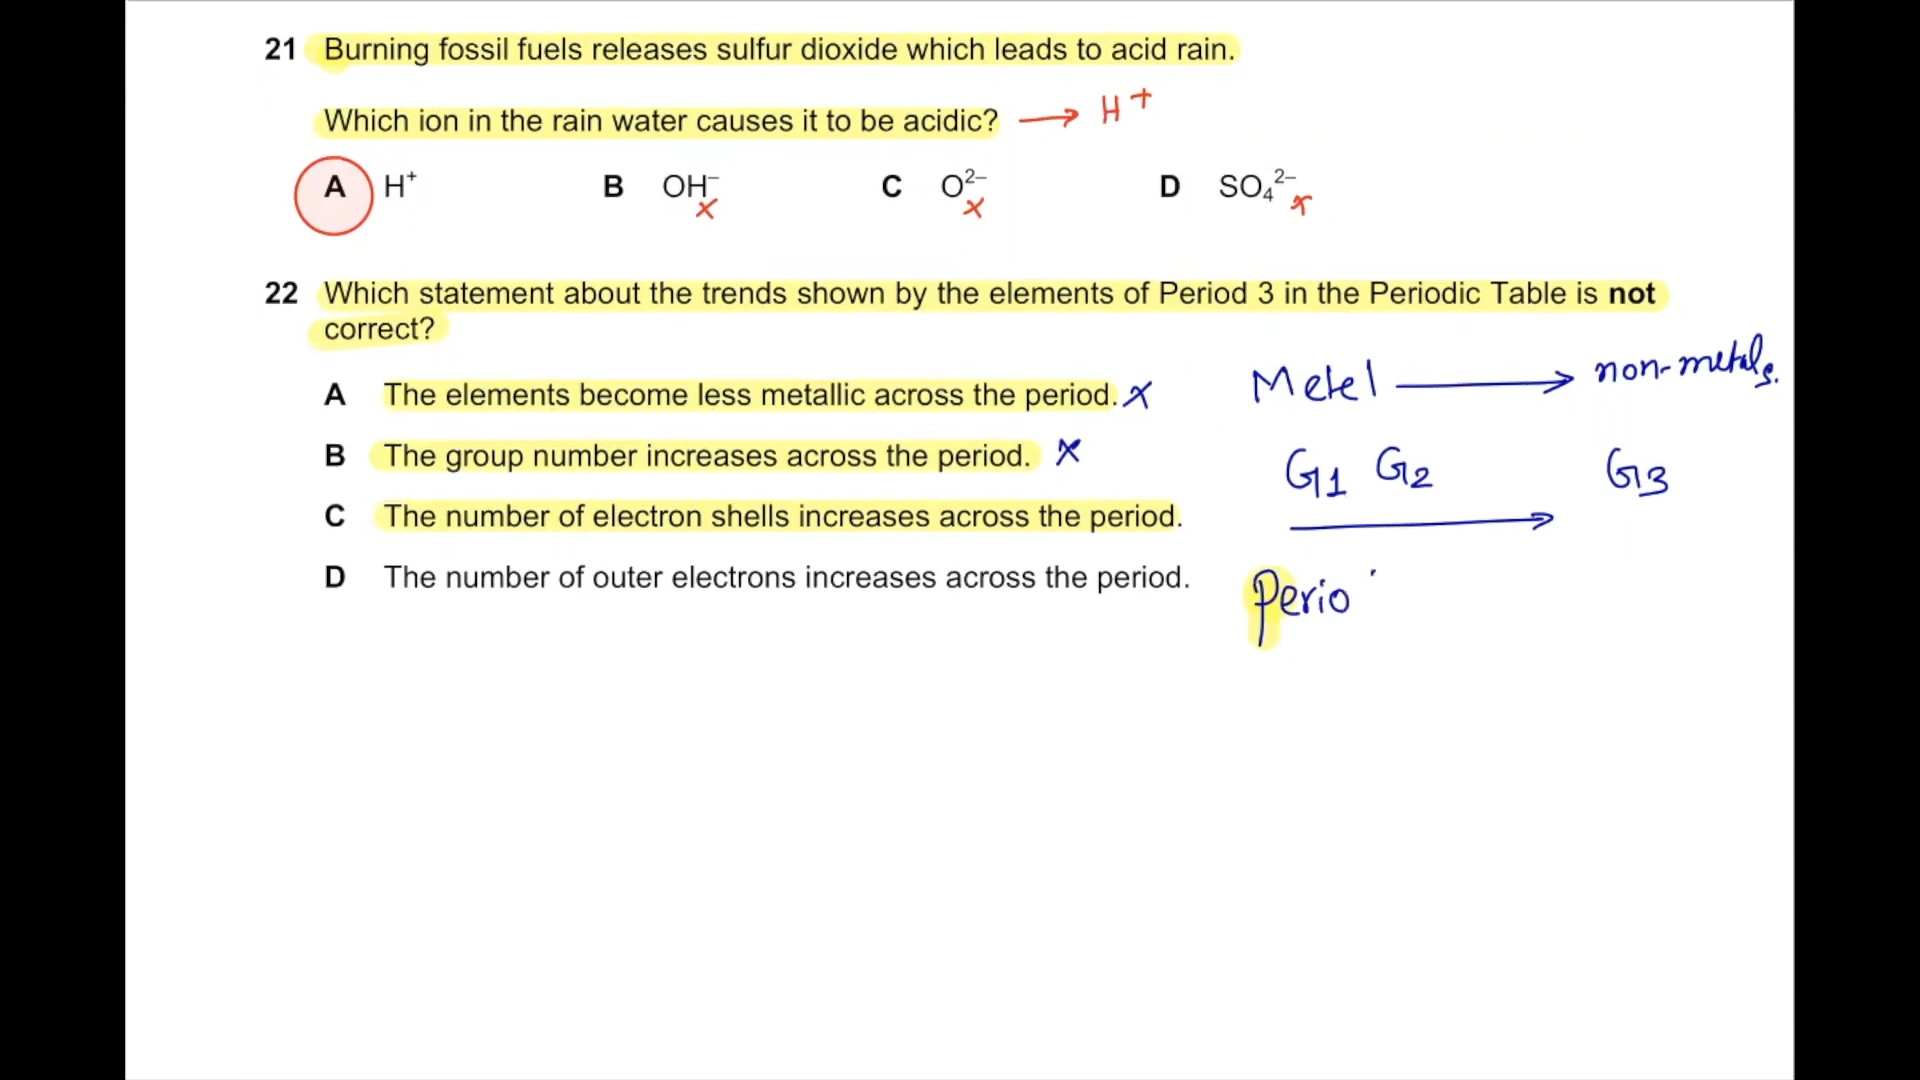 21 Burning fossil fuels releases sulfur dioxide which leads to acid rain.
Which ion in the rain water causes it to be acidic? → H⁺
A H⁺ B OH⁻ x C O²⁻ x D SO₄²⁻ x
22 Which statement about the trends shown by the elements of Period 3 in the Periodic Table is not
correct?
A The elements become less metallic across the period. x Metel → non-metals.
B The group number increases across the period. x G1 G2 G3
C The number of electron shells increases across the period. →
D The number of outer electrons increases across the period. Perio